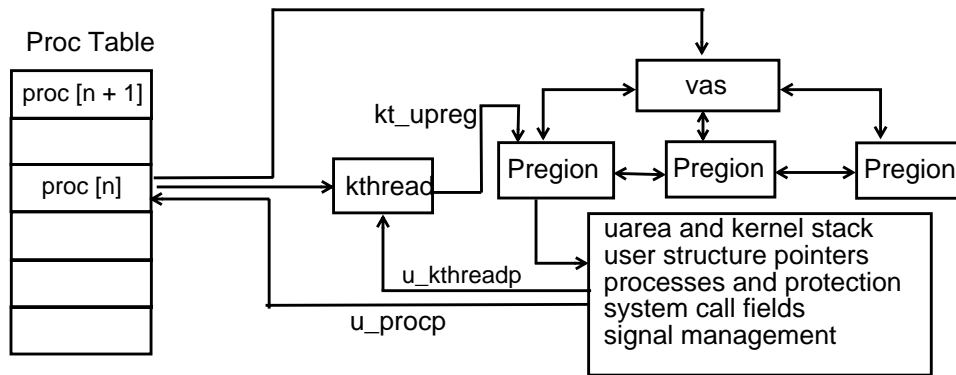 Proc Table
proc [n + 1]
vas
kt_upreg
Pregion
Pregion
Pregion
proc [n]
kthread
uarea and kernel stack
user structure pointers
processes and protection
system call fields
signal management
u_kthreadp
u_procp